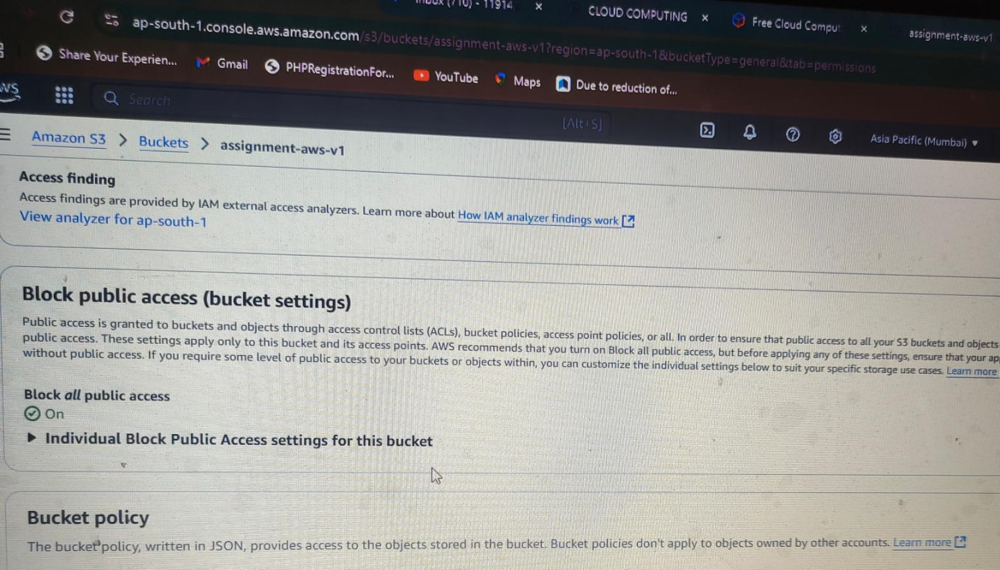 Inbox (710) - 11914
CLOUD COMPUTING
Free Cloud Comput
assignment-aws-v1
ap-south-1.console.aws.amazon.com/s3/buckets/assignment-aws-v1?region=ap-south-1&bucketType=general&tab=permissions
Share Your Experien...
Gmail
PHPRegistrationFor...
YouTube
Maps
Due to reduction of...
Search
[Alt+S]
Asia Pacific (Mumbai)
Amazon S3 > Buckets > assignment-aws-v1
Access finding
Access findings are provided by IAM external access analyzers. Learn more about How IAM analyzer findings work
View analyzer for ap-south-1
Block public access (bucket settings)
Public access is granted to buckets and objects through access control lists (ACLs), bucket policies, access point policies, or all. In order to ensure that public access to all your S3 buckets and objects
public access. These settings apply only to this bucket and its access points. AWS recommends that you turn on Block all public access, but before applying any of these settings, ensure that your ap
without public access. If you require some level of public access to your buckets or objects within, you can customize the individual settings below to suit your specific storage use cases. Learn more
Block all public access
On
Individual Block Public Access settings for this bucket
Bucket policy
The bucket policy, written in JSON, provides access to the objects stored in the bucket. Bucket policies don't apply to objects owned by other accounts. Learn more